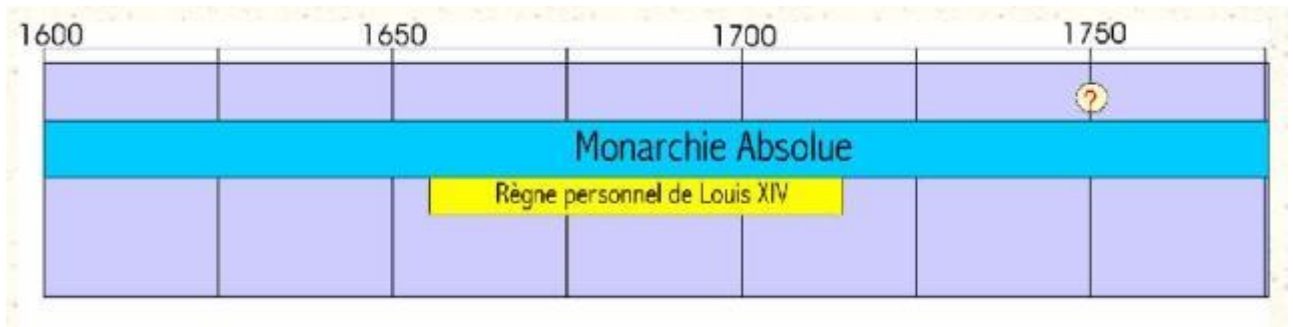 1600 1650 1700 1750
?
Monarchie Absolue
Règne personnel de Louis XIV